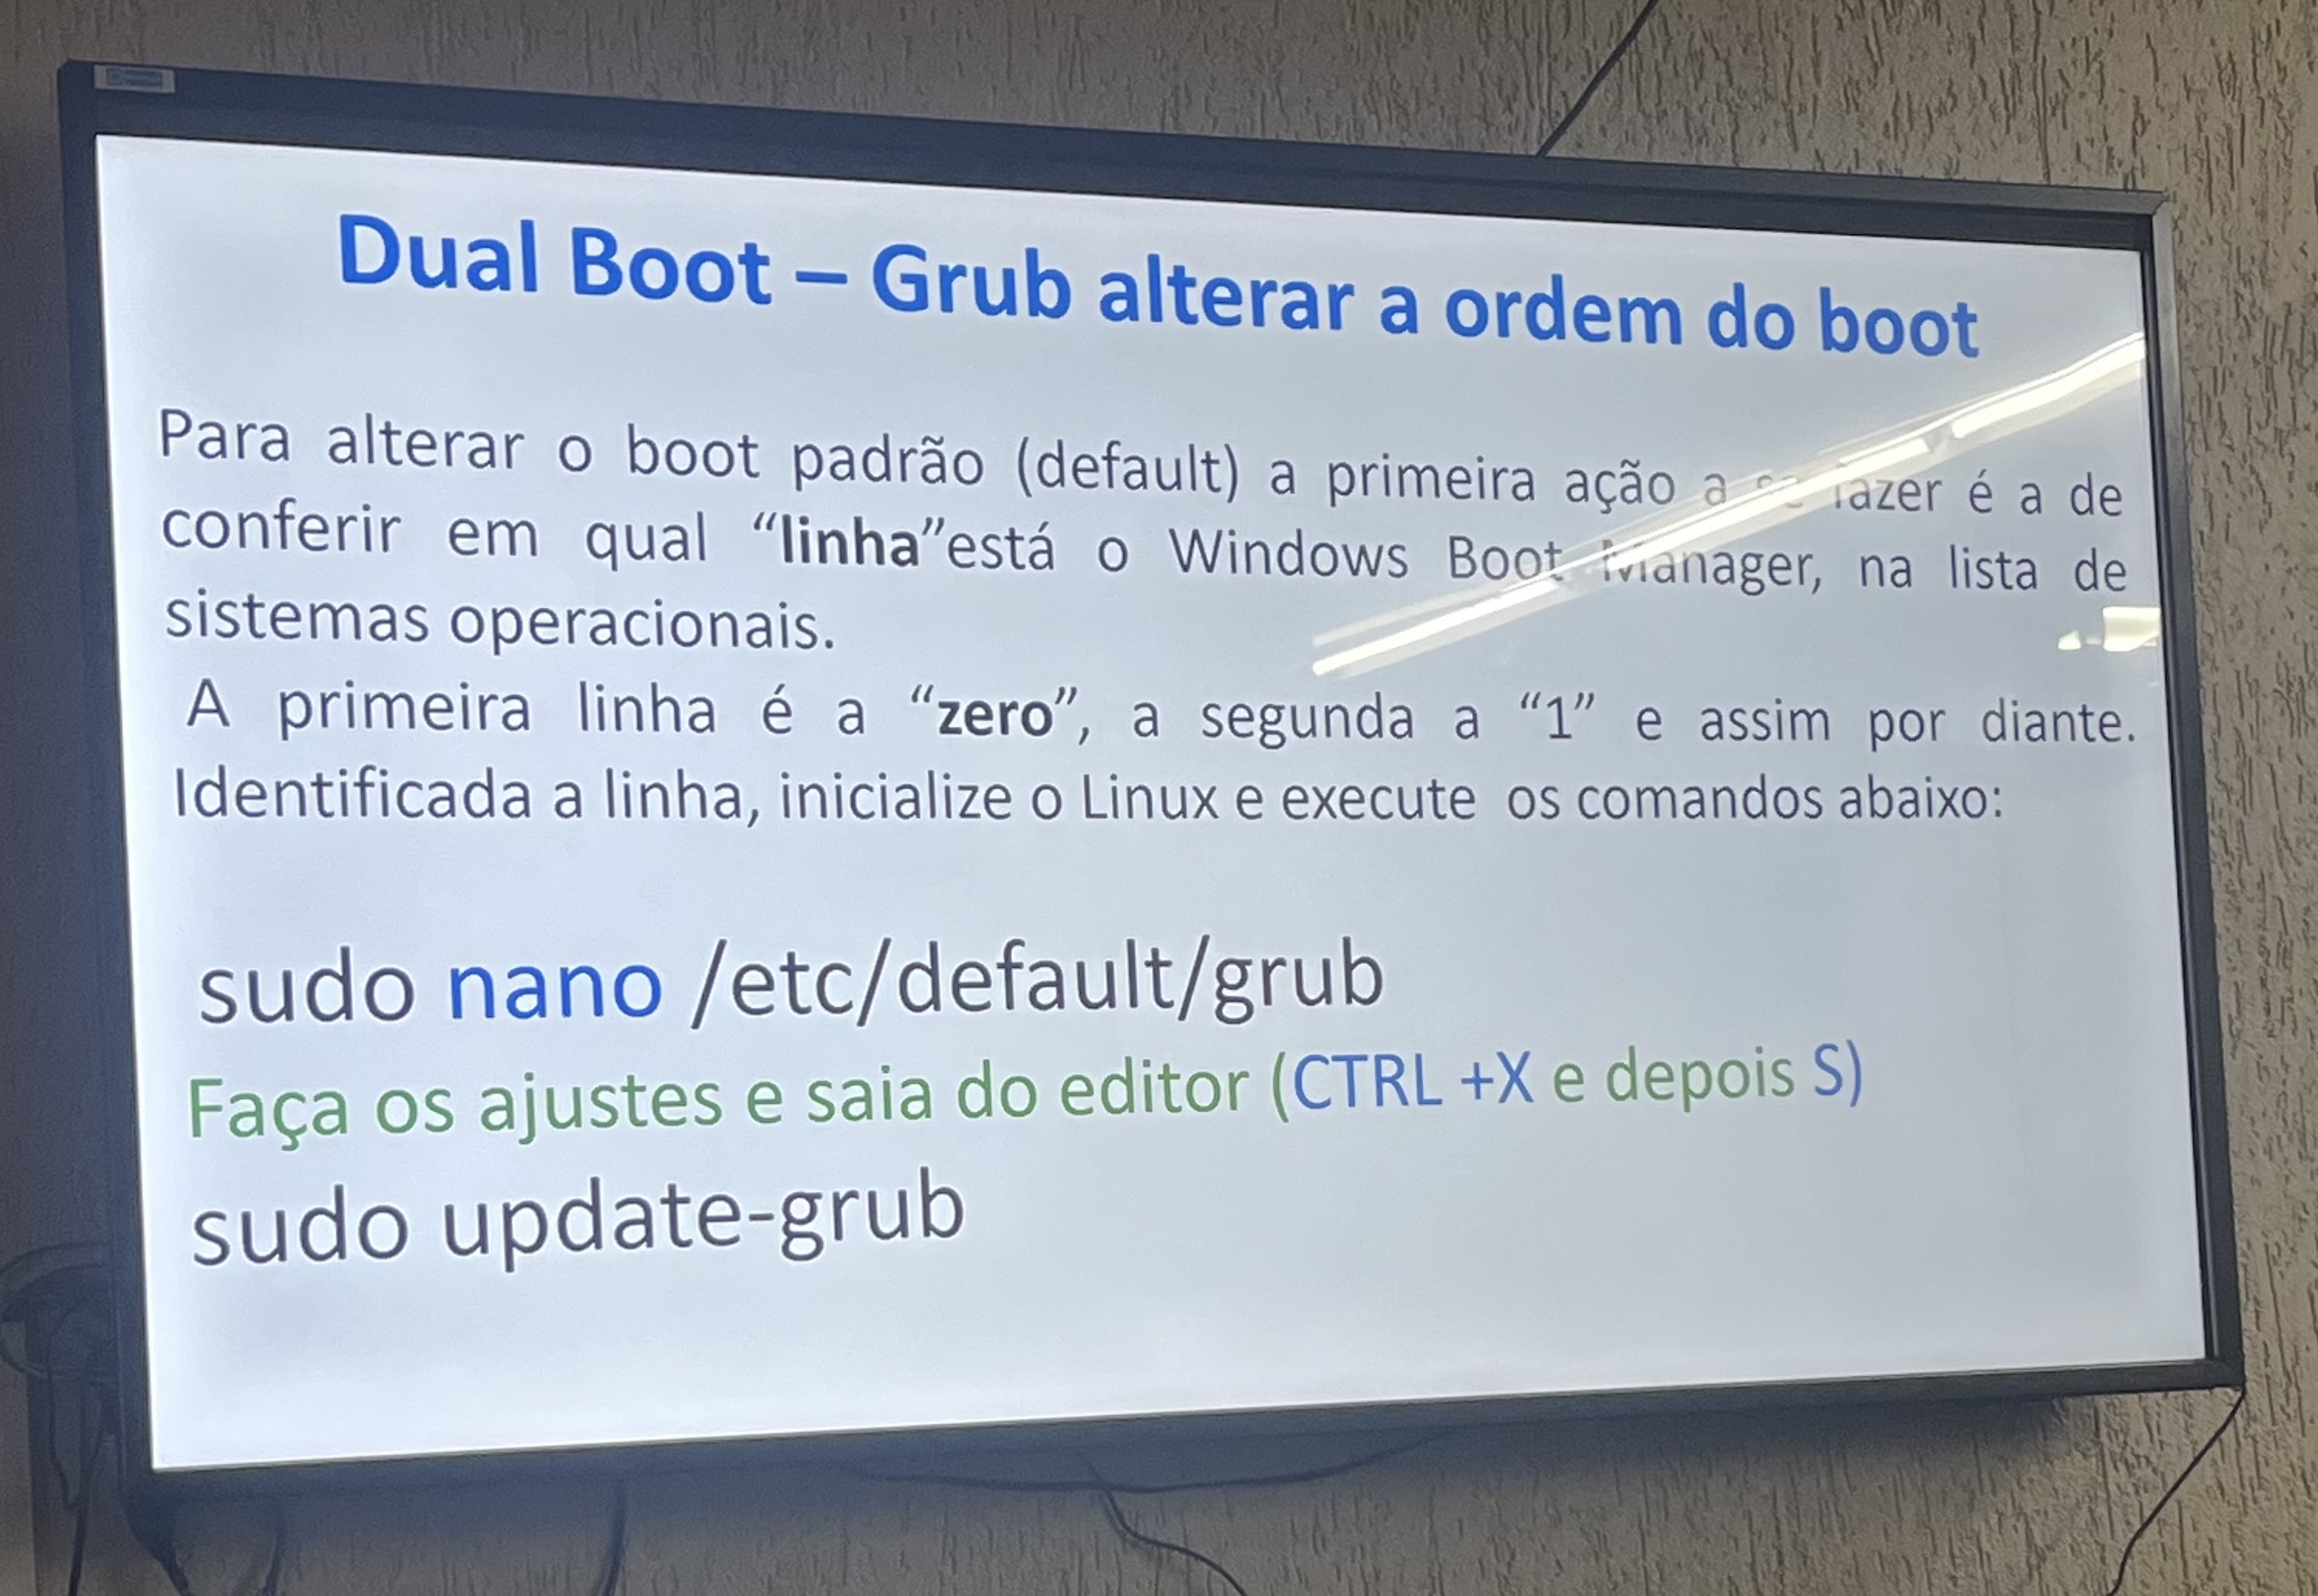 Dual Boot – Grub alterar a ordem do boot
Para alterar o boot padrão (default) a primeira ação a se fazer é a de
conferir em qual “linha”está o Windows Boot Manager, na lista de
sistemas operacionais.
A primeira linha é a “zero”, a segunda a “1” e assim por diante.
Identificada a linha, inicialize o Linux e execute os comandos abaixo:
sudo nano /etc/default/grub
Faça os ajustes e saia do editor (CTRL +X e depois S)
sudo update-grub